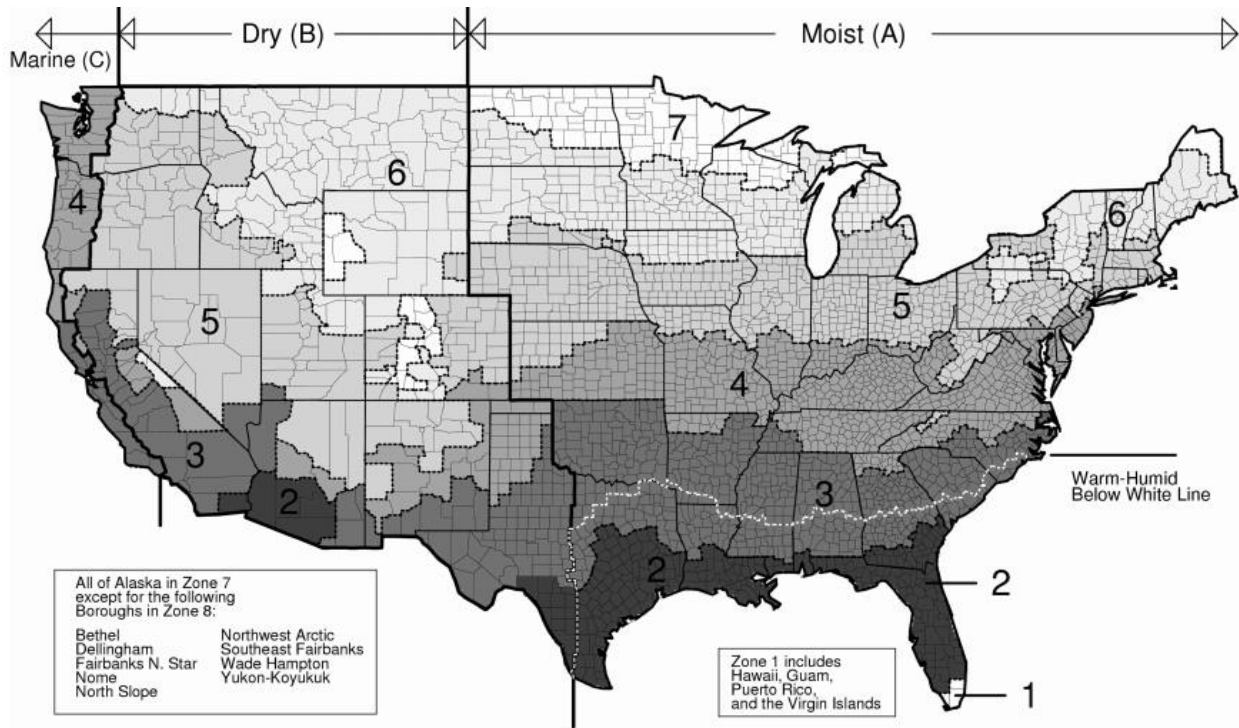 Marine (C)
Dry (B)
Moist (A)
7
6
4
6
5
5
4
3
3
2
2
2
1
Warm-Humid
Below White Line
All of Alaska in Zone 7
except for the following
Boroughs in Zone 8:
Bethel
Dellingham
Fairbanks N. Star
Nome
North Slope
Northwest Arctic
Southeast Fairbanks
Wade Hampton
Yukon-Koyukuk
Zone 1 includes
Hawaii, Guam,
Puerto Rico,
and the Virgin Islands